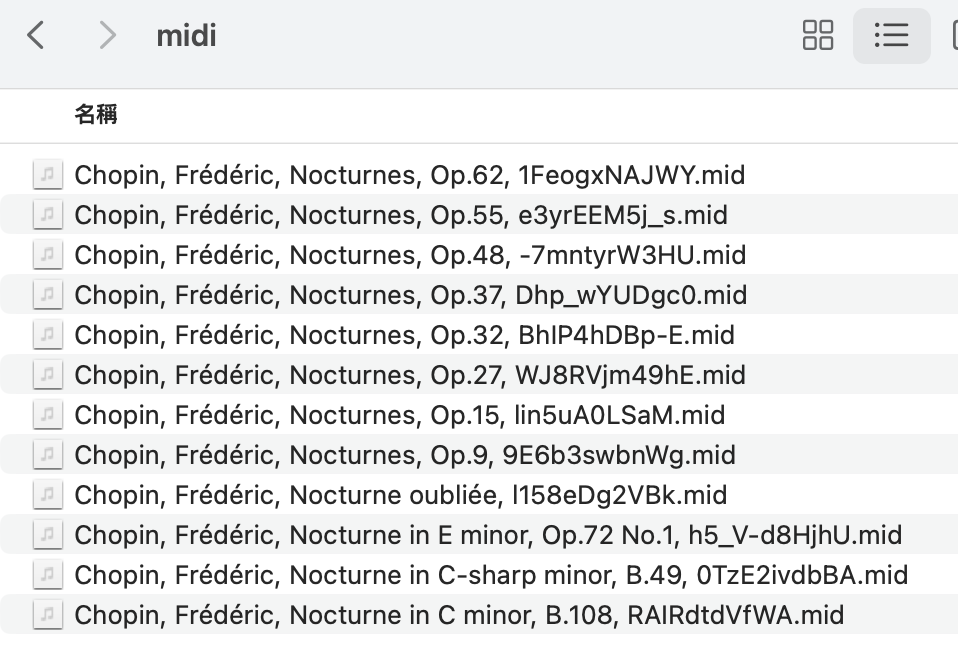 midi
名稱
Chopin, Frédéric, Nocturnes, Op.62, 1FeogxNAJWY.mid
Chopin, Frédéric, Nocturnes, Op.55, e3yrEEM5j_s.mid
Chopin, Frédéric, Nocturnes, Op.48, -7mntyrW3HU.mid
Chopin, Frédéric, Nocturnes, Op.37, Dhp_wYUDgc0.mid
Chopin, Frédéric, Nocturnes, Op.32, BhIP4hDBp-E.mid
Chopin, Frédéric, Nocturnes, Op.27, WJ8RVjm49hE.mid
Chopin, Frédéric, Nocturnes, Op.15, lin5uA0LSaM.mid
Chopin, Frédéric, Nocturnes, Op.9, 9E6b3swbnWg.mid
Chopin, Frédéric, Nocturne oubliée, l158eDg2VBk.mid
Chopin, Frédéric, Nocturne in E minor, Op.72 No.1, h5_V-d8HjhU.mid
Chopin, Frédéric, Nocturne in C-sharp minor, B.49, 0TzE2ivdbBA.mid
Chopin, Frédéric, Nocturne in C minor, B.108, RAIRdtdVfWA.mid